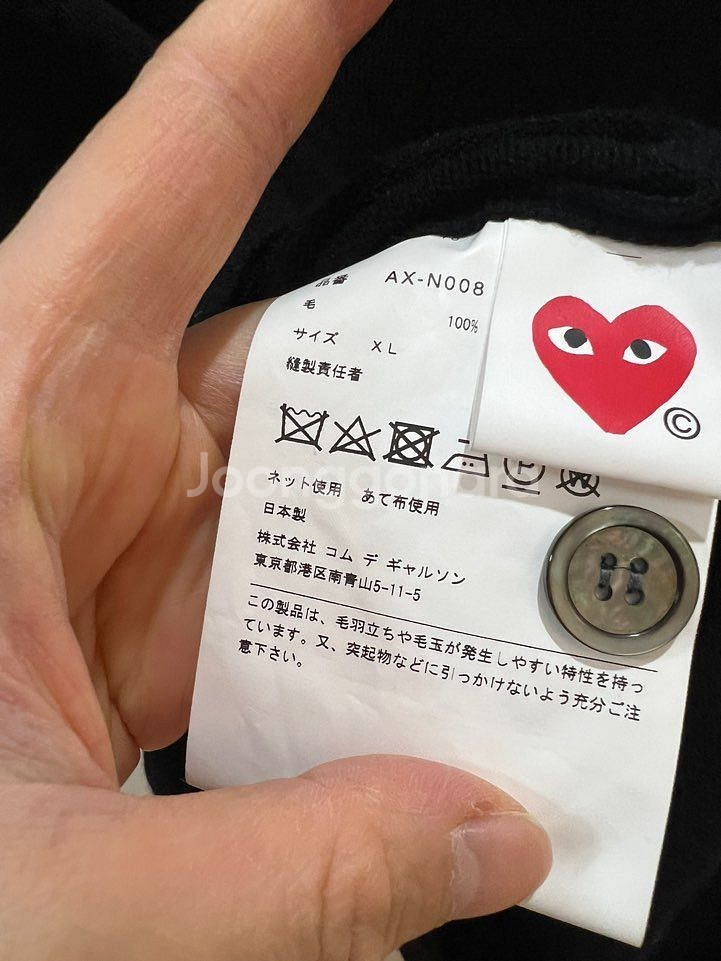 品番 AX-N008
毛 100%
サイズ XL
縫製責任者
ネット使用 あて布使用
日本製
株式会社 コム デ ギャルソン
東京都港区南青山5-11-5
この製品は、毛羽立ちや毛玉が発生しやすい特性を持っ
ています。又、突起物などに引っかけないよう充分ご注
意下さい。
©
P
W